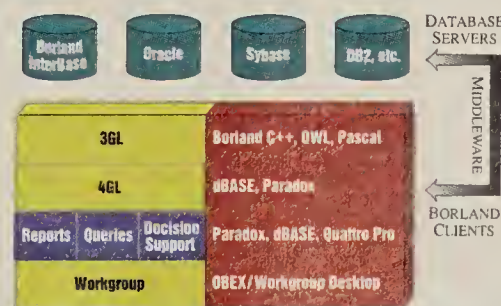 Borland InterBase
Oracle
Sybase
DB2, etc.
DATABASE SERVERS
MIDDLEWARE
BORLAND CLIENTS
3GL
Borland C++, OWL, Pascal
4GL
dBASE, Paradox
Reports
Queries
Decision Support
Paradox, dBASE, Quattro Pro
Workgroup
OBEX/Workgroup Desktop